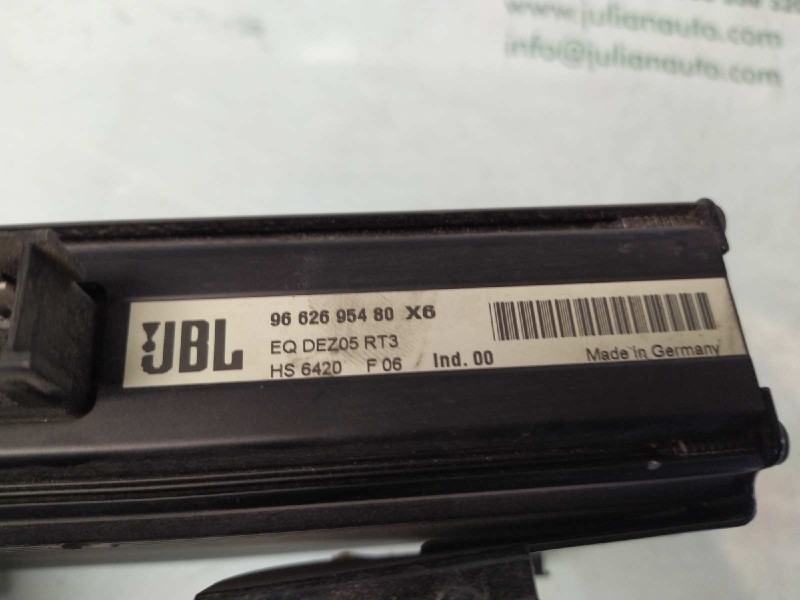 www.julianauto.com
info@julianauto.com
JBL
96 626 954 80 X6
EQ DEZ05 RT3
HS 6420 F 06 Ind. 00
Made in Germany